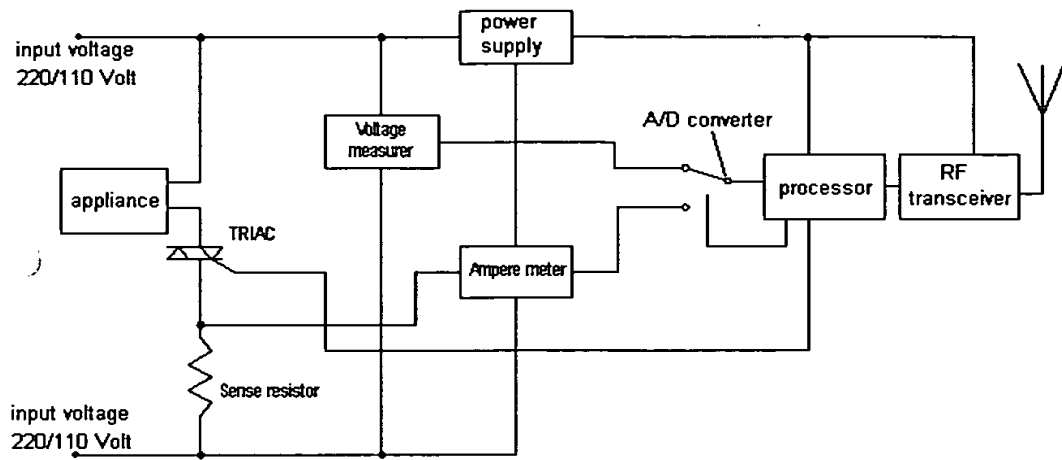 input voltage
220/110 Volt
power
supply
Voltage
measurer
A/D converter
appliance
TRIAC
processor
RF
transceiver
Ampere meter
Sense resistor
input voltage
220/110 Volt